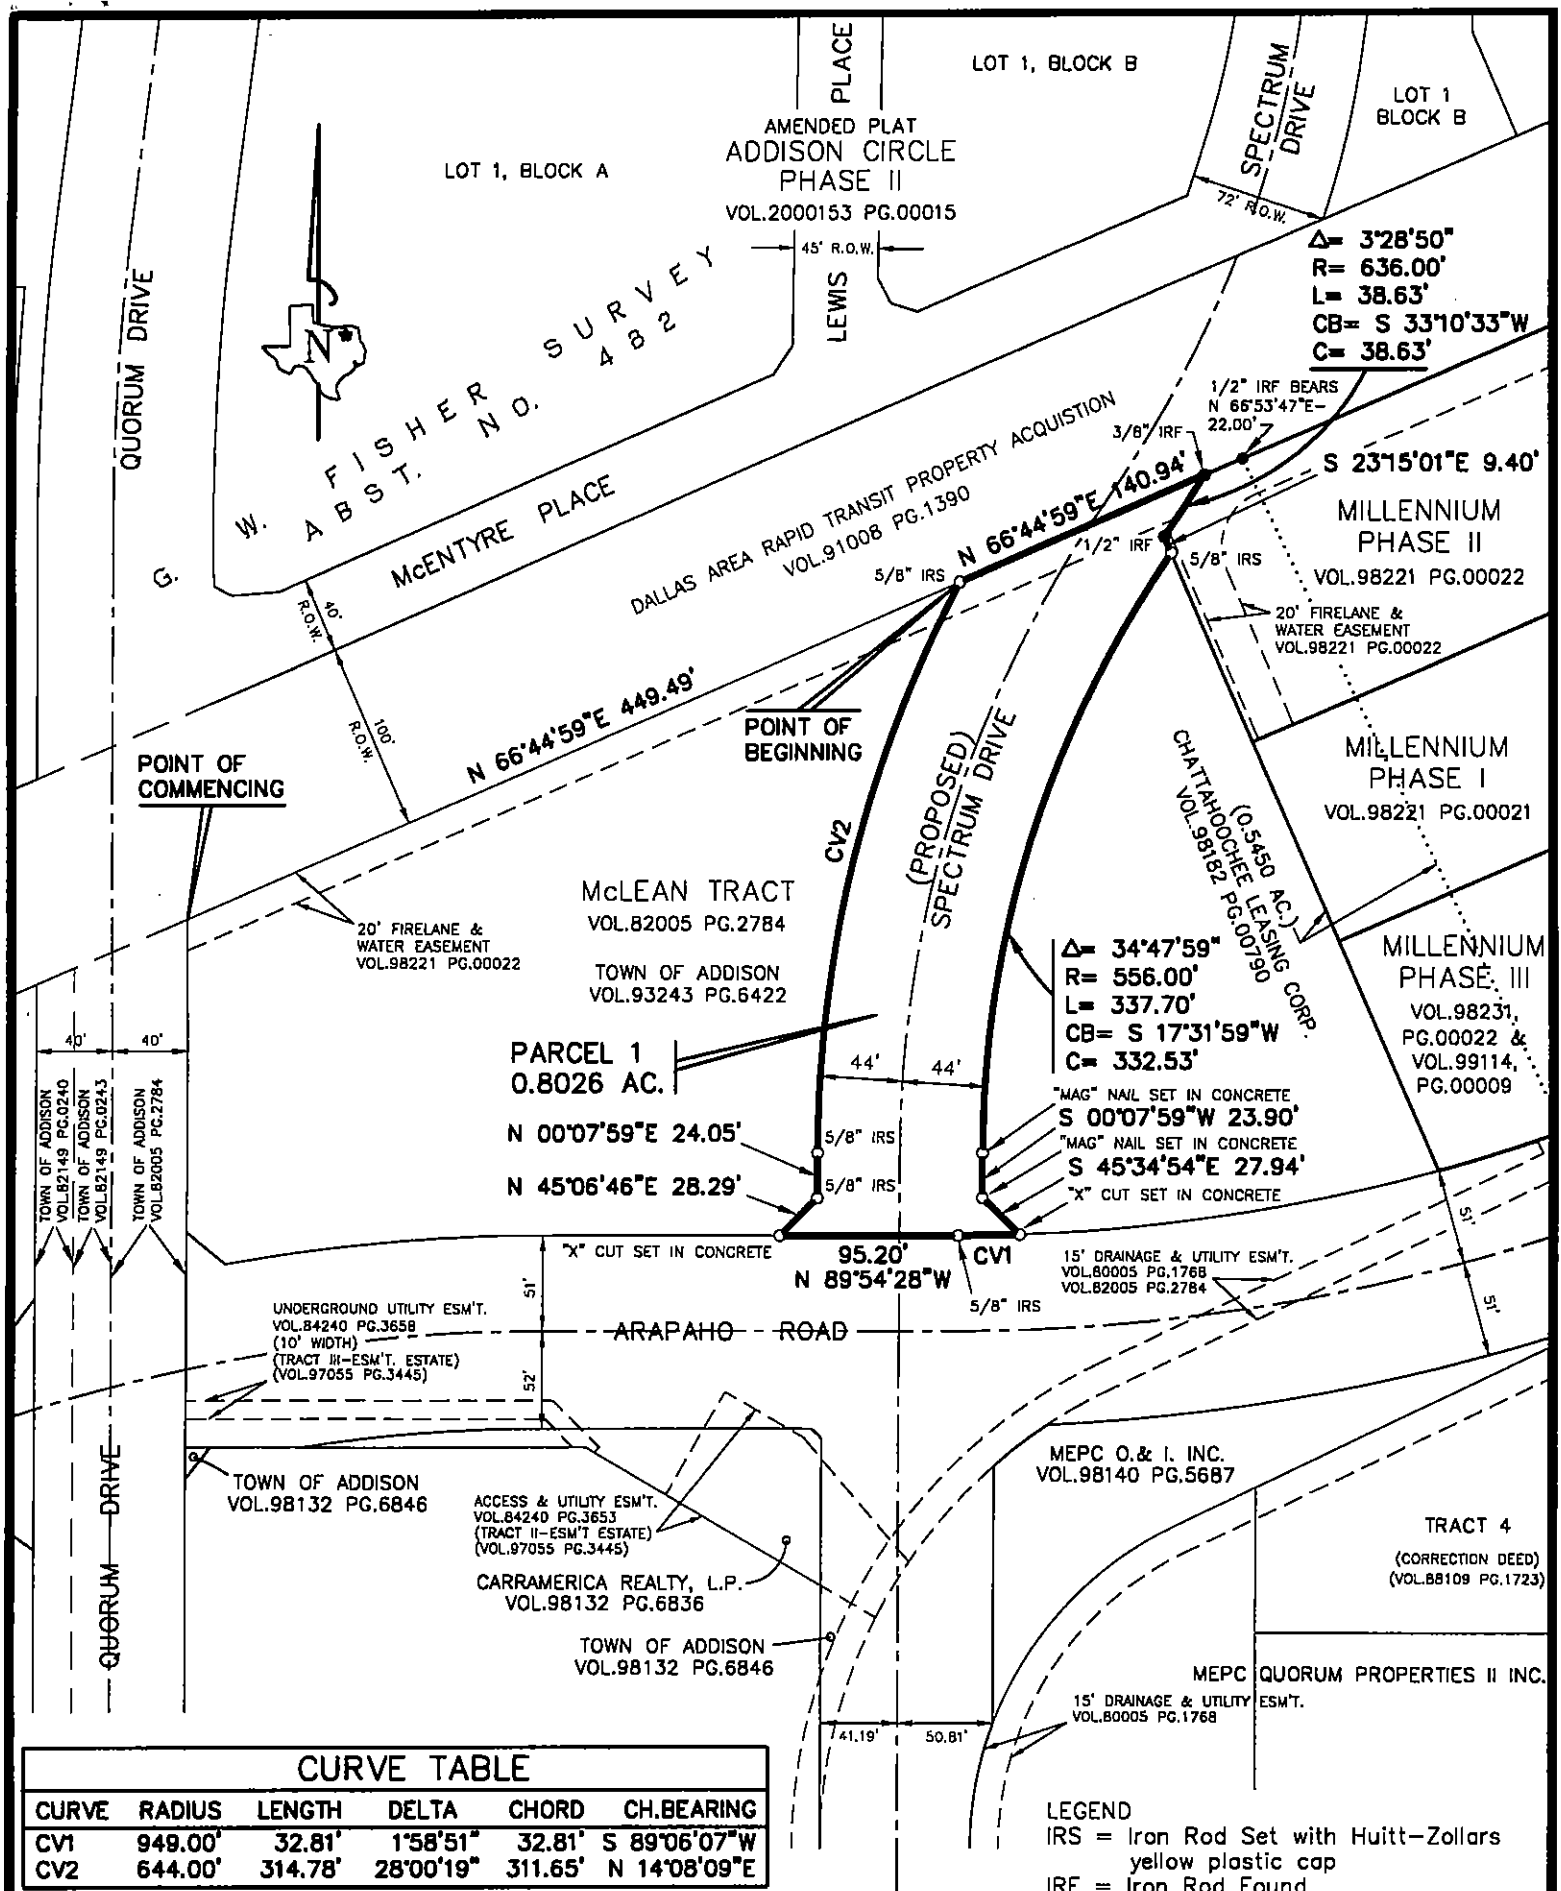 LOT 1, BLOCK B
PLACE
SPECTRUM
DRIVE
LOT 1
BLOCK B
AMENDED PLAT
ADDISON CIRCLE
PHASE II
VOL.2000153 PG.00015
LOT 1, BLOCK A
72' R.O.W.
45' R.O.W.
LEWIS
QUORUM DRIVE
N
G. W. FISHER SURVEY
ABST. NO. 482
Δ= 3°28'50"
R= 636.00'
L= 38.63'
CB= S 33°10'33"W
C= 38.63'
1/2" IRF BEARS
N 66°53'47"E-
22.00'
3/8" IRF
S 23°15'01"E 9.40'
McENTYRE PLACE
DALLAS AREA RAPID TRANSIT PROPERTY ACQUISTION
VOL.91008 PG.1390
N 66°44'59"E 140.94'
1/2" IRF
5/8" IRS
5/8" IRS
MILLENNIUM
PHASE II
VOL.98221 PG.00022
20' FIRELANE &
WATER EASEMENT
VOL.98221 PG.00022
40'
R.O.W.
100'
R.O.W.
N 66°44'59"E 449.49'
POINT OF
BEGINNING
POINT OF
COMMENCING
(PROPOSED)
SPECTRUM DRIVE
CV2
MILLENNIUM
PHASE I
VOL.98221 PG.00021
(0.5450 AC.)
CHATTAHOOCHEE LEASING CORP.
VOL.98182 PG.00790
McLEAN TRACT
VOL.82005 PG.2784
TOWN OF ADDISON
VOL.93243 PG.6422
20' FIRELANE &
WATER EASEMENT
VOL.98221 PG.00022
MILLENNIUM
PHASE III
VOL.98231,
PG.00022 &
VOL.99114,
PG.00009
Δ= 34°47'59"
R= 556.00'
L= 337.70'
CB= S 17°31'59"W
C= 332.53'
PARCEL 1
0.8026 AC.
44'
44'
40'
40'
TOWN OF ADDISON
VOL.82149 PG.0240
TOWN OF ADDISON
VOL.82149 PG.0243
TOWN OF ADDISON
VOL.82005 PG.2784
"MAG" NAIL SET IN CONCRETE
S 00°07'59"W 23.90'
"MAG" NAIL SET IN CONCRETE
S 45°34'54"E 27.94'
"X" CUT SET IN CONCRETE
N 00°07'59"E 24.05'
5/8" IRS
N 45°06'46"E 28.29'
5/8" IRS
"X" CUT SET IN CONCRETE
95.20'
N 89°54'28"W
CV1
5/8" IRS
15' DRAINAGE & UTILITY ESM'T.
VOL.80005 PG.1768
VOL.82005 PG.2784
51'
51'
51'
52'
UNDERGROUND UTILITY ESM'T.
VOL.84240 PG.3658
(10' WIDTH)
(TRACT III-ESM'T. ESTATE)
(VOL.97055 PG.3445)
ARAPAHO ROAD
QUORUM DRIVE
TOWN OF ADDISON
VOL.98132 PG.6846
ACCESS & UTILITY ESM'T.
VOL.84240 PG.3653
(TRACT II-ESM'T ESTATE)
(VOL.97055 PG.3445)
CARRAMERICA REALTY, L.P.
VOL.98132 PG.6836
TOWN OF ADDISON
VOL.98132 PG.6846
MEPC O.& I. INC.
VOL.98140 PG.5687
TRACT 4
(CORRECTION DEED)
(VOL.88109 PG.1723)
MEPC QUORUM PROPERTIES II INC.
15' DRAINAGE & UTILITY ESM'T.
VOL.80005 PG.1768
41.19'
50.81'
CURVE TABLE
CURVE RADIUS LENGTH DELTA CHORD CH.BEARING
CV1 949.00' 32.81' 1°58'51" 32.81' S 89°06'07"W
CV2 644.00' 314.78' 28°00'19" 311.65' N 14°08'09"E
LEGEND
IRS = Iron Rod Set with Huitt-Zollars
yellow plastic cap
IRF = Iron Rod Found